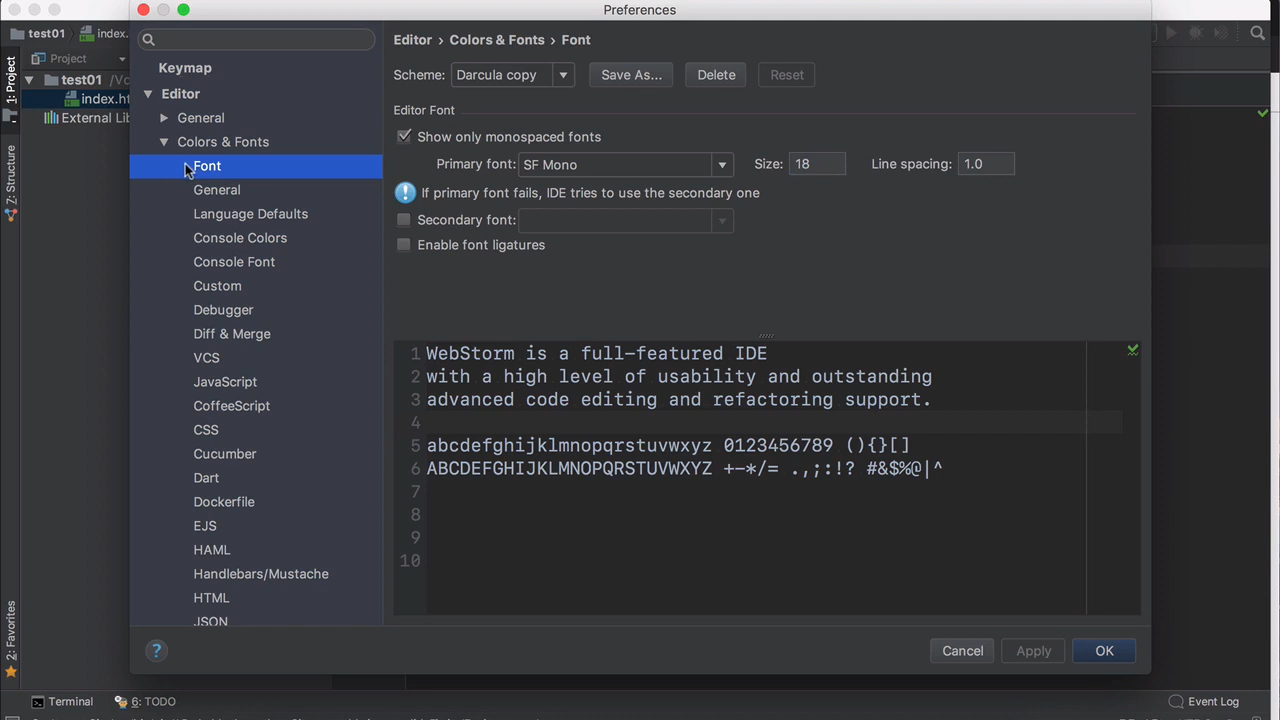 Preferences
test01
index.
1: Project
Project
test01
index.h
External Lib
Z: Structure
2: Favorites
Keymap
Editor
General
Colors & Fonts
Font
General
Language Defaults
Console Colors
Console Font
Custom
Debugger
Diff & Merge
VCS
JavaScript
CoffeeScript
CSS
Cucumber
Dart
Dockerfile
EJS
HAML
Handlebars/Mustache
HTML
JSON
Editor › Colors & Fonts › Font
Scheme: Darcula copy Save As... Delete Reset
Editor Font
Show only monospaced fonts
Primary font: SF Mono Size: 18 Line spacing: 1.0
If primary font fails, IDE tries to use the secondary one
Secondary font:
Enable font ligatures
1 WebStorm is a full-featured IDE
2 with a high level of usability and outstanding
3 advanced code editing and refactoring support.
4
5 abcdefghijklmnopqrstuvwxyz 0123456789 (){}[]
6 ABCDEFGHIJKLMNOPQRSTUVWXYZ +-*/= .,;:!? #&$%@|^
7
8
9
10
? Cancel Apply OK
Terminal 6: TODO Event Log